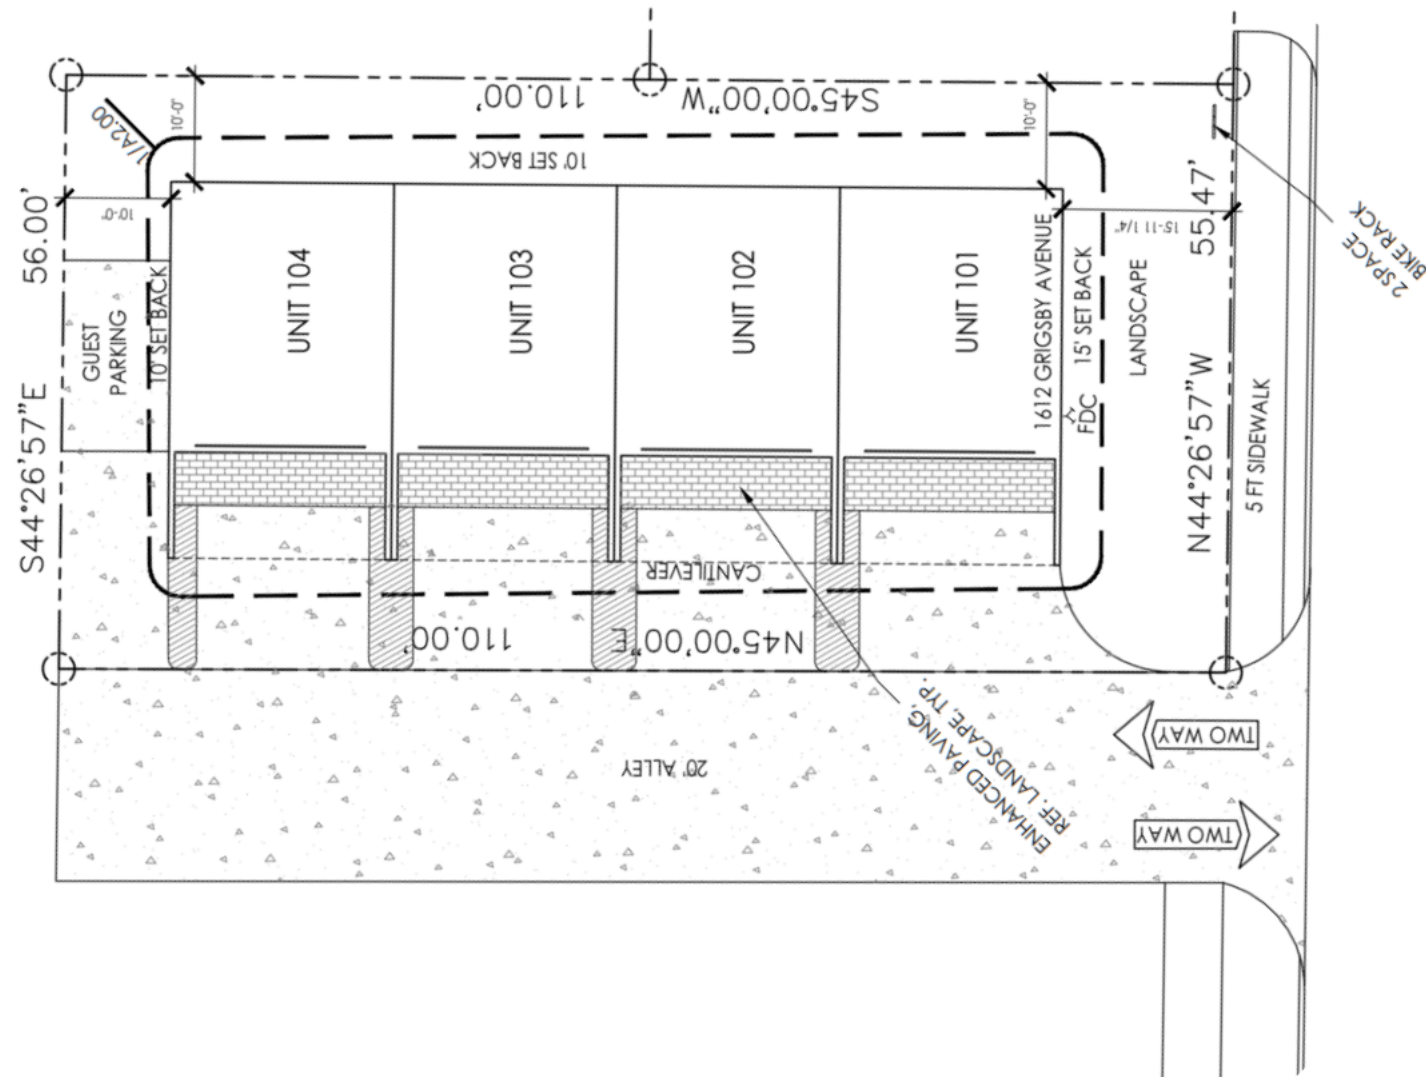 S45°00'00"W
110.00'
10'-0"
10'-0"
1/A2.00
10' SET BACK
S44°26'57"E 56.00'
10'-0"
GUEST
PARKING
10' SET BACK
UNIT 104
UNIT 103
UNIT 102
UNIT 101
1612 GRIGSBY AVENUE
FDC
15' SET BACK
LANDSCAPE
15'-11 1/4"
N44°26'57"W 55.47'
5 FT SIDEWALK
2 SPACE
BIKE RACK
CANTILEVER
N45°00'00"E
110.00'
ENHANCED PAVING,
REF. LANDSCAPE, TYP.
20' ALLEY
TWO WAY
TWO WAY